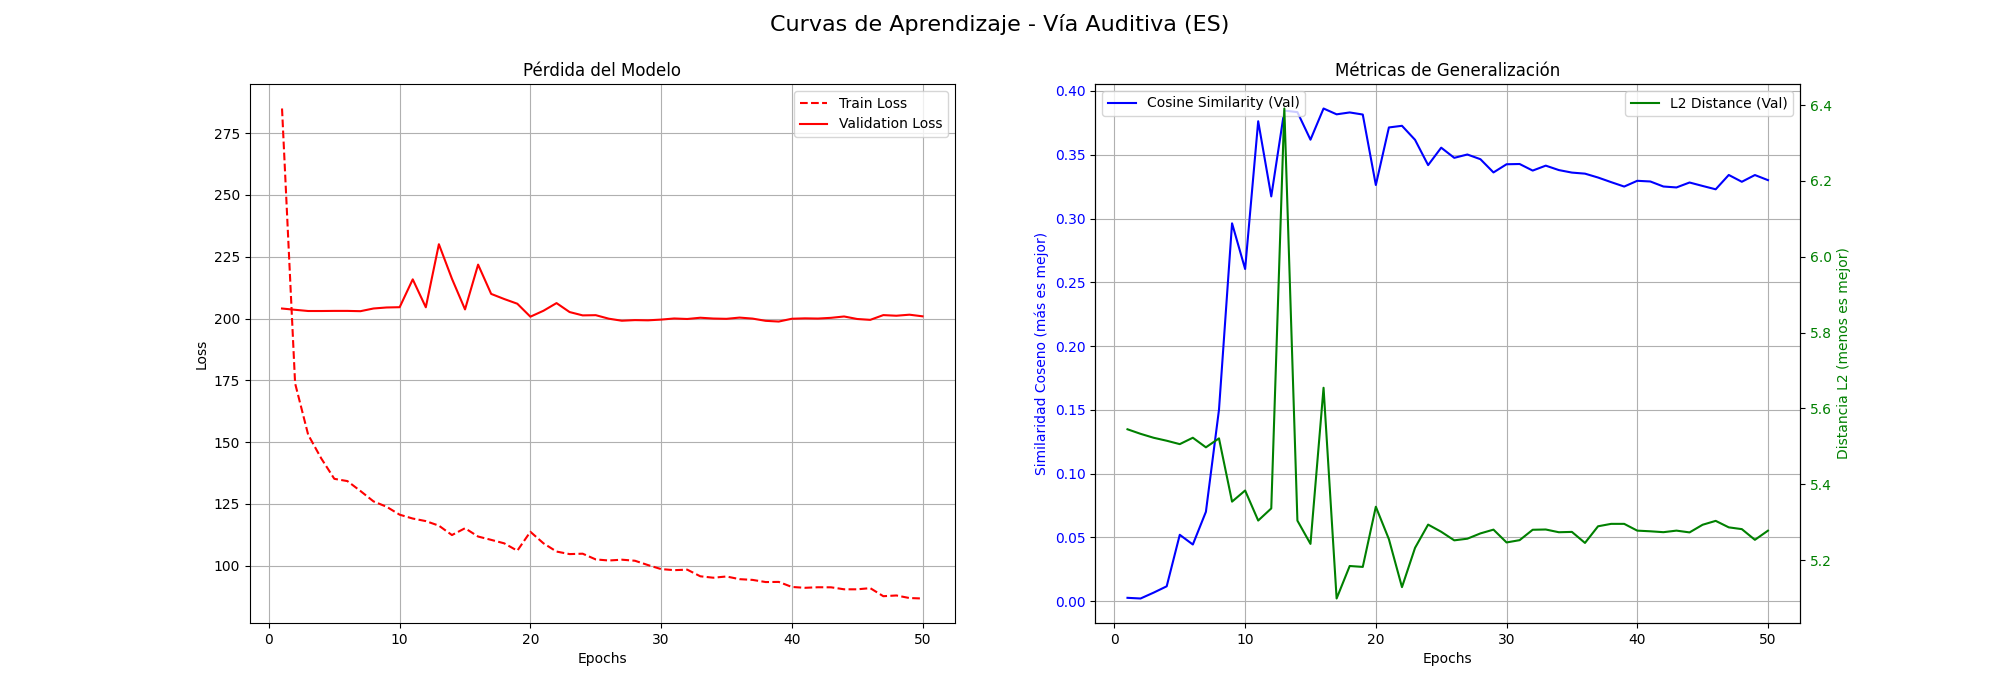 Curvas de Aprendizaje - Vía Auditiva (ES)
Pérdida del Modelo
Train Loss
Validation Loss
Loss
275
250
225
200
175
150
125
100
0 10 20 30 40 50
Epochs
Métricas de Generalización
Cosine Similarity (Val)
L2 Distance (Val)
Similaridad Coseno (más es mejor)
0.40
0.35
0.30
0.25
0.20
0.15
0.10
0.05
0.00
6.4
6.2
6.0
5.8
5.6
5.4
5.2
Distancia L2 (menos es mejor)
0 10 20 30 40 50
Epochs